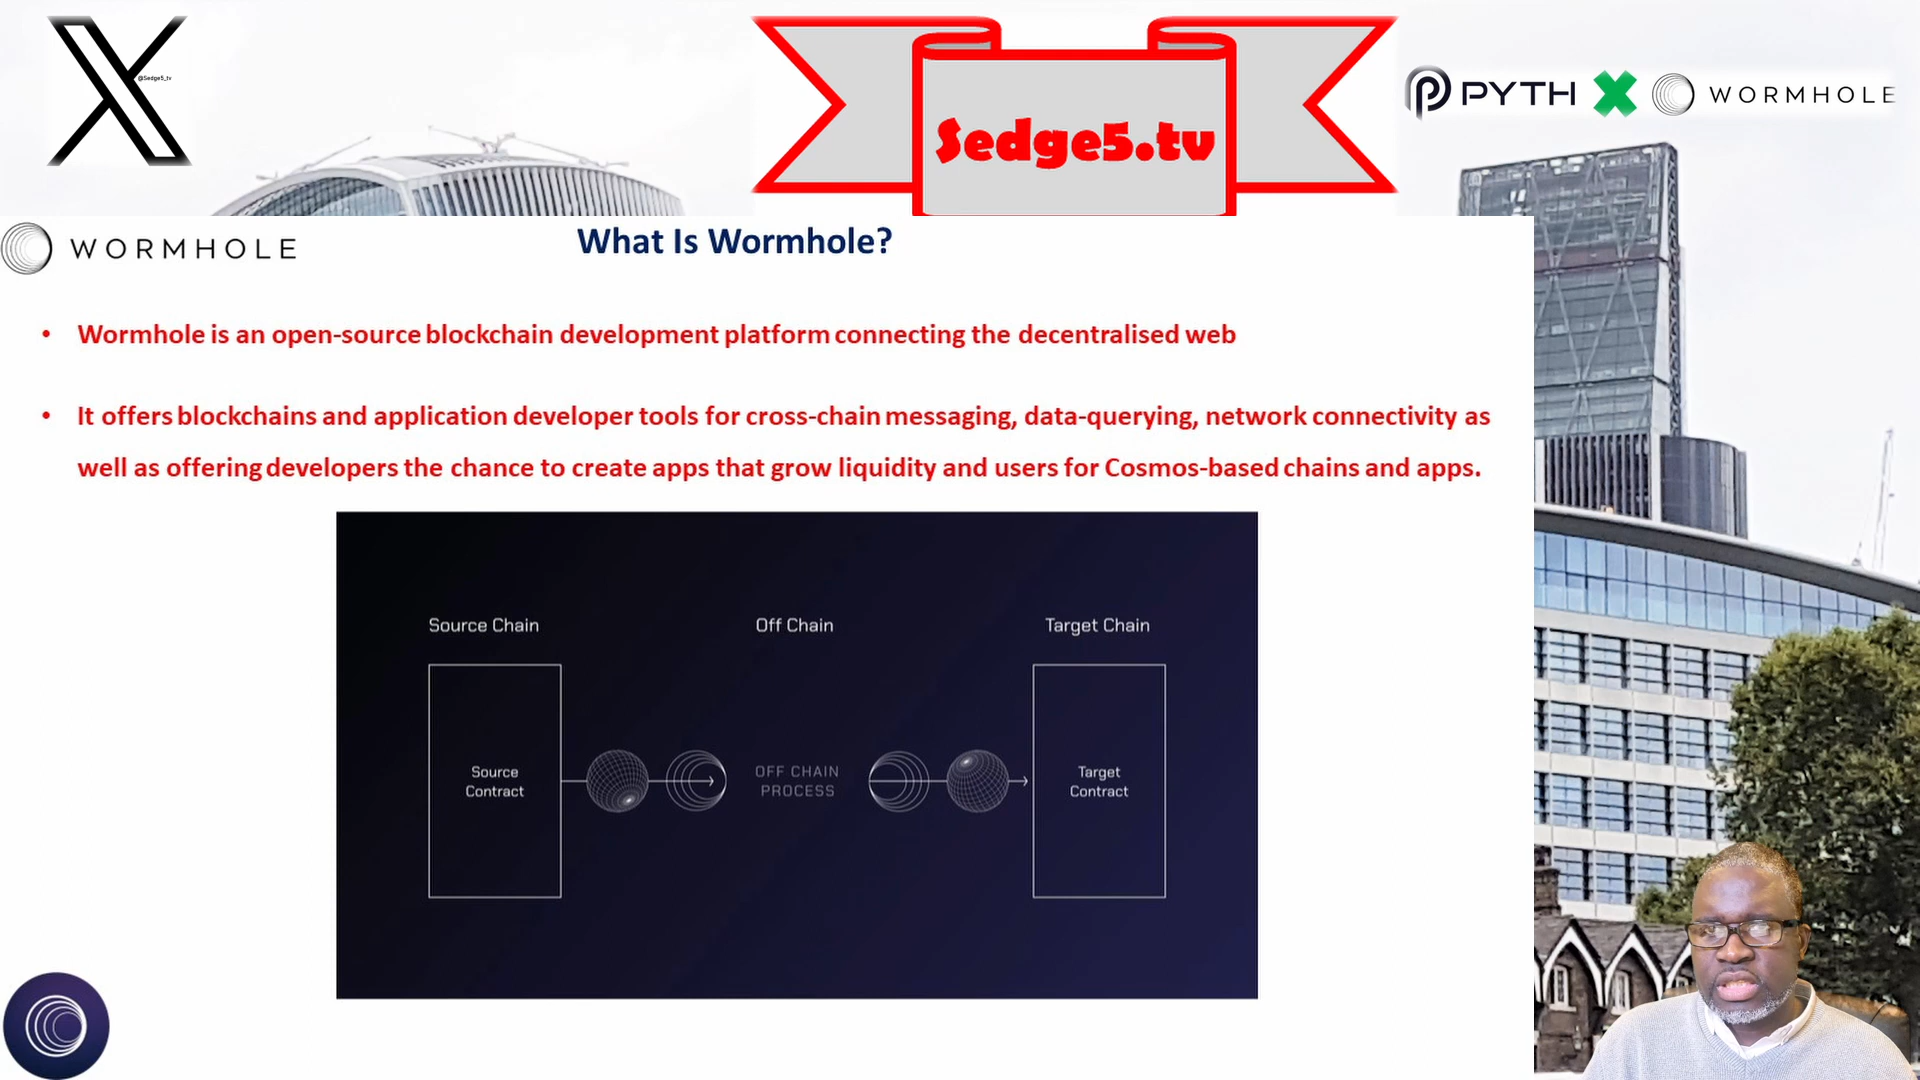 @Sedge5_tv
Sedge5.tv
PYTH X WORMHOLE
WORMHOLE
What Is Wormhole?
• Wormhole is an open-source blockchain development platform connecting the decentralised web
• It offers blockchains and application developer tools for cross-chain messaging, data-querying, network connectivity as
well as offering developers the chance to create apps that grow liquidity and users for Cosmos-based chains and apps.
Source Chain
Off Chain
Target Chain
Source
Contract
OFF CHAIN
PROCESS
Target
Contract